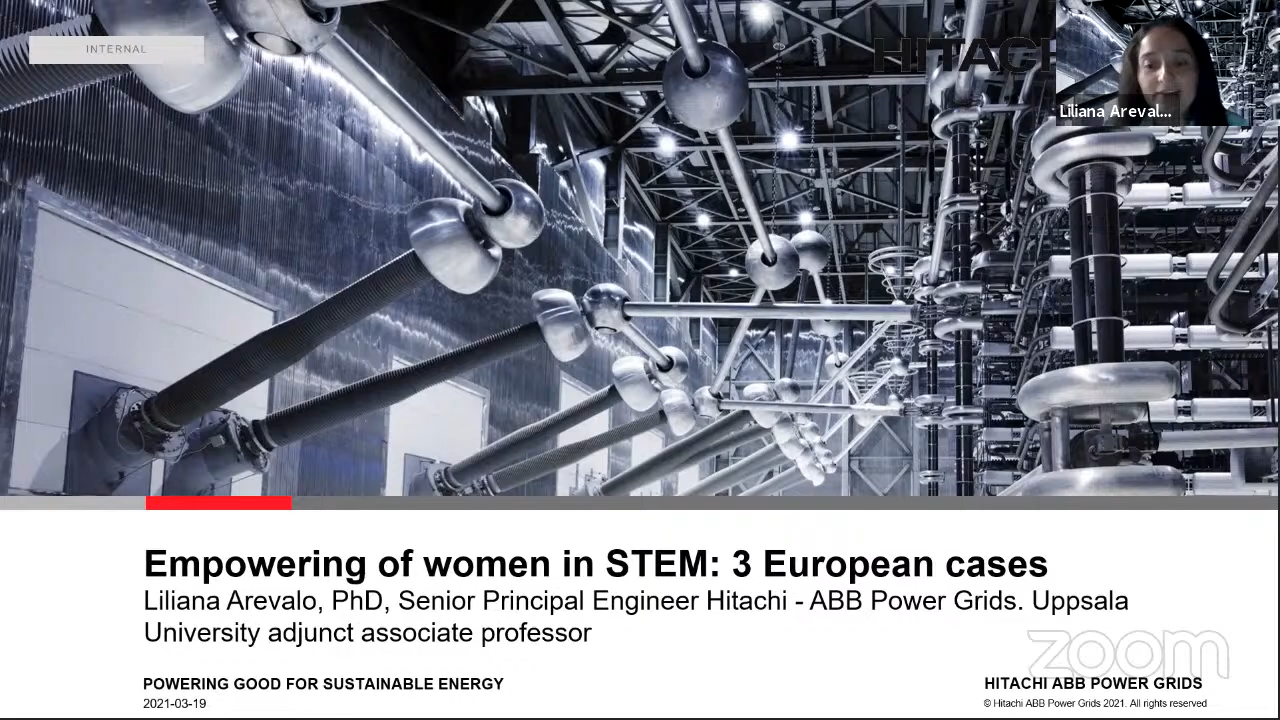 INTERNAL
HITACH
Liliana Areval...
Empowering of women in STEM: 3 European cases
Liliana Arevalo, PhD, Senior Principal Engineer Hitachi - ABB Power Grids. Uppsala
University adjunct associate professor
zoom
POWERING GOOD FOR SUSTAINABLE ENERGY
HITACHI ABB POWER GRIDS
2021-03-19
© Hitachi ABB Power Grids 2021. All rights reserved